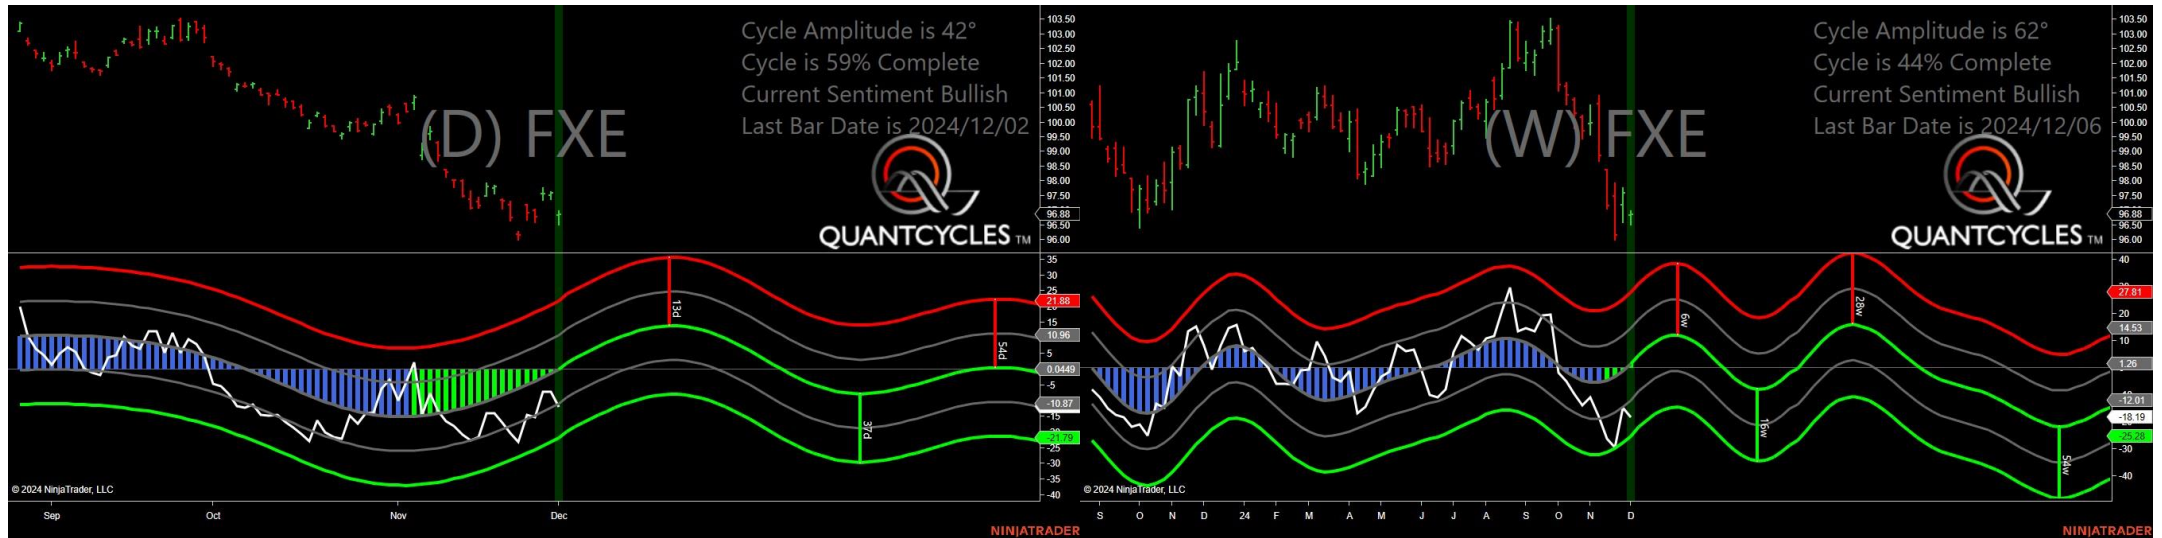 Cycle Amplitude is 42°
Cycle is 59% Complete
Current Sentiment Bullish
Last Bar Date is 2024/12/02
(D) FXE
QUANTCYCLES TM
103.50
103.00
102.50
102.00
101.50
101.00
100.50
100.00
99.50
99.00
98.50
98.00
97.50
96.88
96.50
96.00
35
30
25
21.88
15
10.96
5
0.0449
-5
-10.87
-15
-21.79
-25
-30
-35
-40
13d
37d
54d
© 2024 NinjaTrader, LLC
Sep
Oct
Nov
Dec
NINJATRADER
Cycle Amplitude is 62°
Cycle is 44% Complete
Current Sentiment Bullish
Last Bar Date is 2024/12/06
(W) FXE
QUANTCYCLES TM
103.50
103.00
102.50
102.00
101.50
101.00
100.50
100.00
99.50
99.00
98.50
98.00
97.50
96.88
96.50
96.00
40
27.81
20
14.53
10
1.26
-12.01
-18.19
-25.28
-30
-40
6w
16w
28w
54w
© 2024 NinjaTrader, LLC
S
O
N
D
24
F
M
A
M
J
J
A
S
O
N
D
NINJATRADER